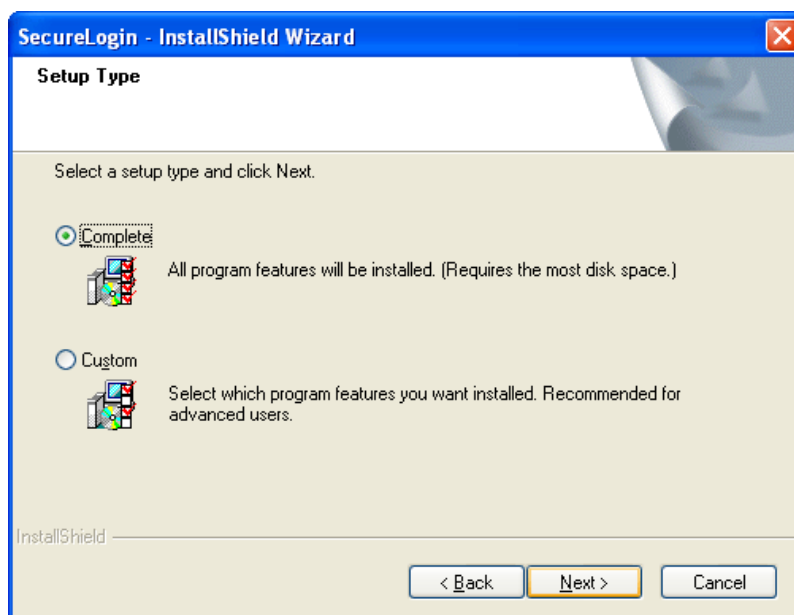 SecureLogin - InstallShield Wizard
Setup Type
Select a setup type and click Next.
Complete
All program features will be installed. (Requires the most disk space.)
Custom
Select which program features you want installed. Recommended for
advanced users.
InstallShield
< Back Next > Cancel